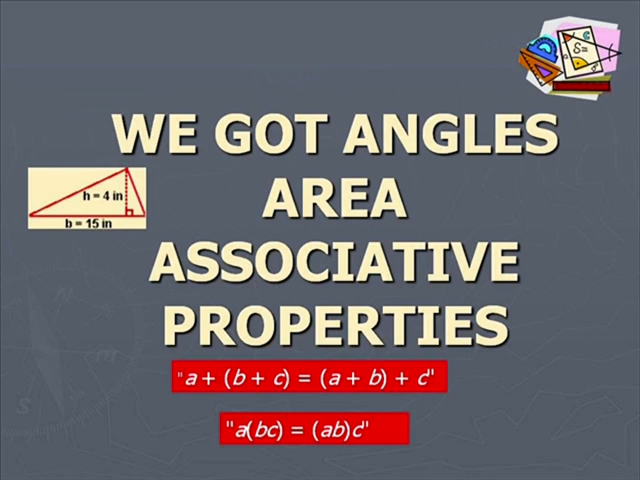 WE GOT ANGLES
AREA
ASSOCIATIVE
PROPERTIES
h = 4 in
b = 15 in
"a + (b + c) = (a + b) + c"
"a(bc) = (ab)c"